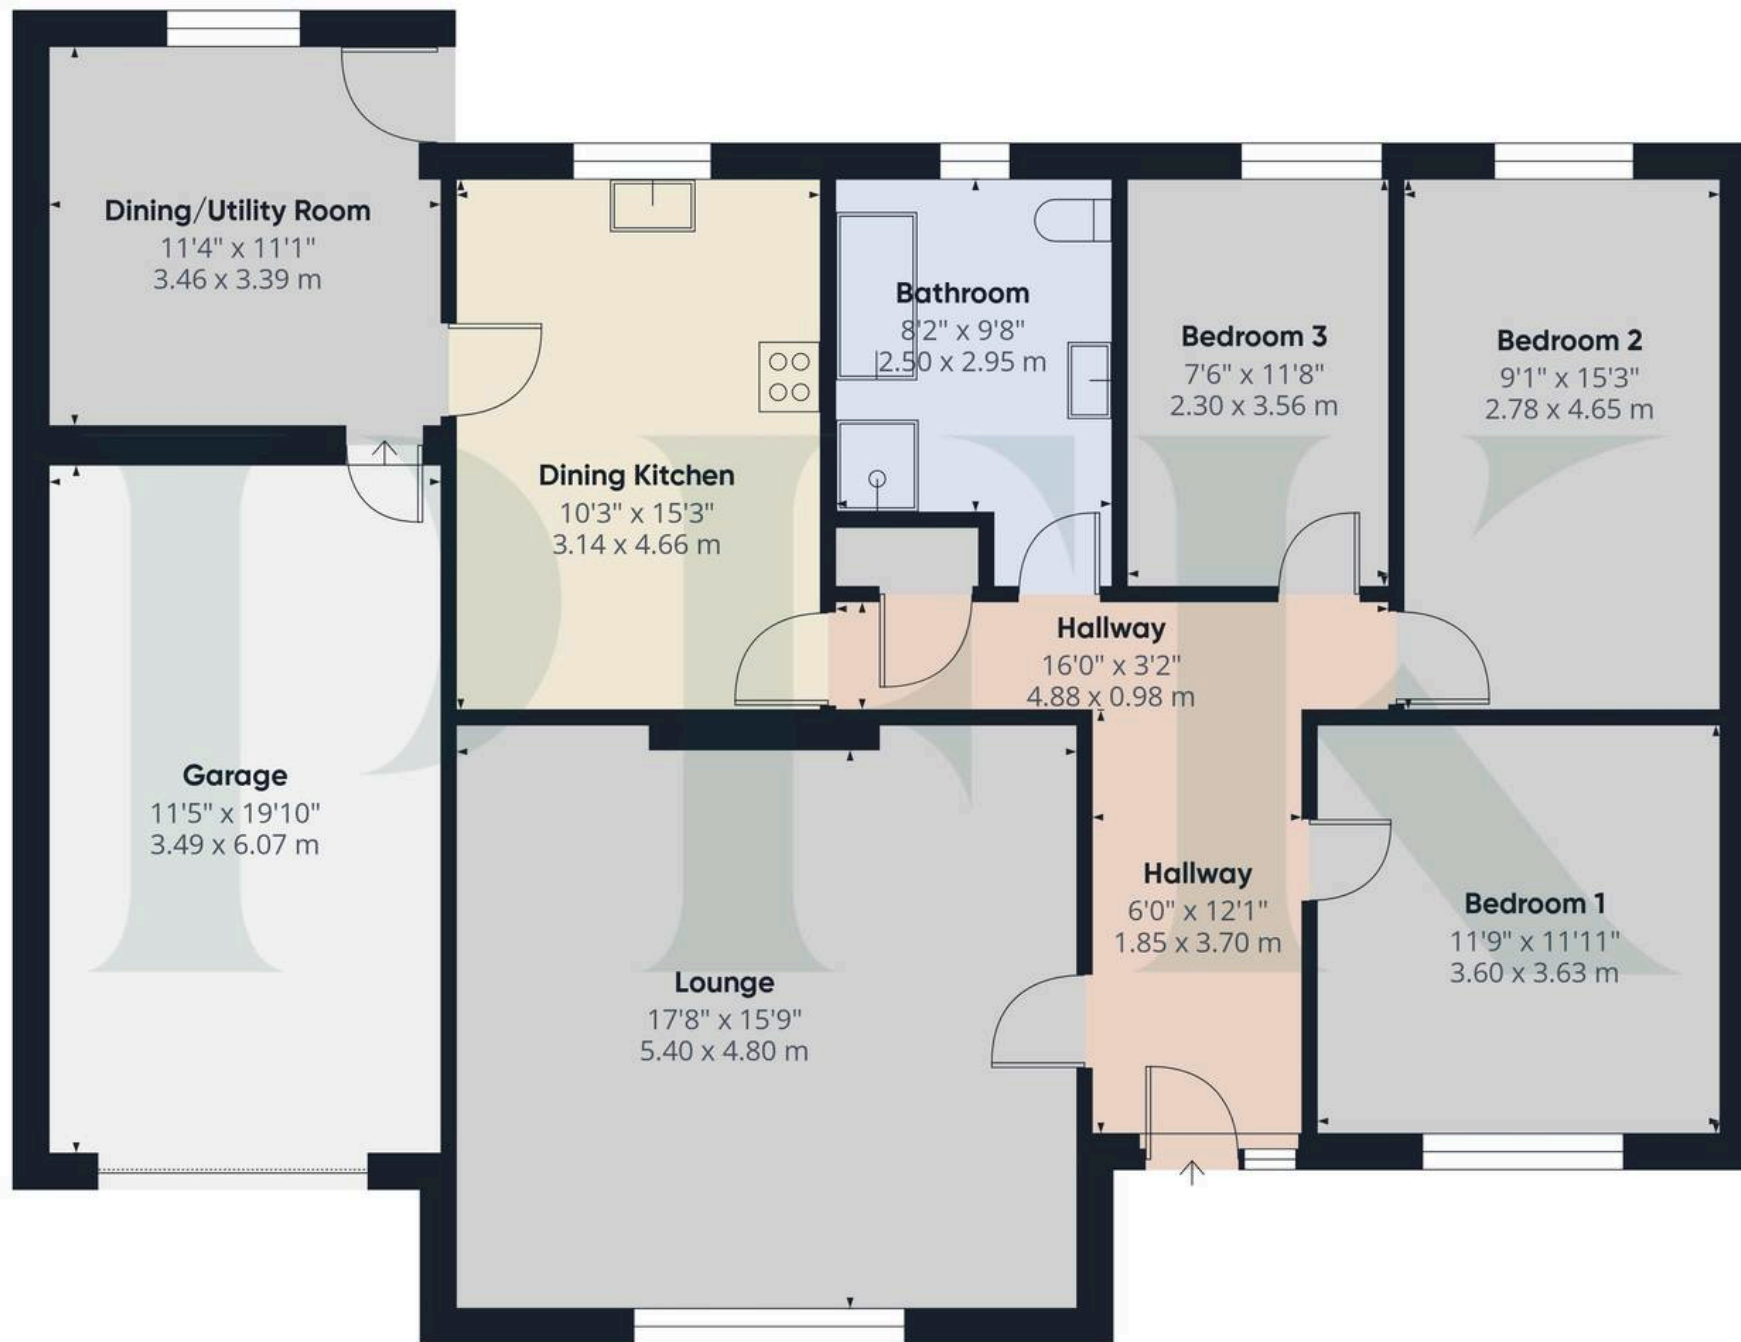 Dining/Utility Room
11'4" x 11'1"
3.46 x 3.39 m
Bathroom
8'2" x 9'8"
2.50 x 2.95 m
Bedroom 3
7'6" x 11'8"
2.30 x 3.56 m
Bedroom 2
9'1" x 15'3"
2.78 x 4.65 m
Dining Kitchen
10'3" x 15'3"
3.14 x 4.66 m
Hallway
16'0" x 3'2"
4.88 x 0.98 m
Garage
11'5" x 19'10"
3.49 x 6.07 m
Hallway
6'0" x 12'1"
1.85 x 3.70 m
Bedroom 1
11'9" x 11'11"
3.60 x 3.63 m
Lounge
17'8" x 15'9"
5.40 x 4.80 m
PFK